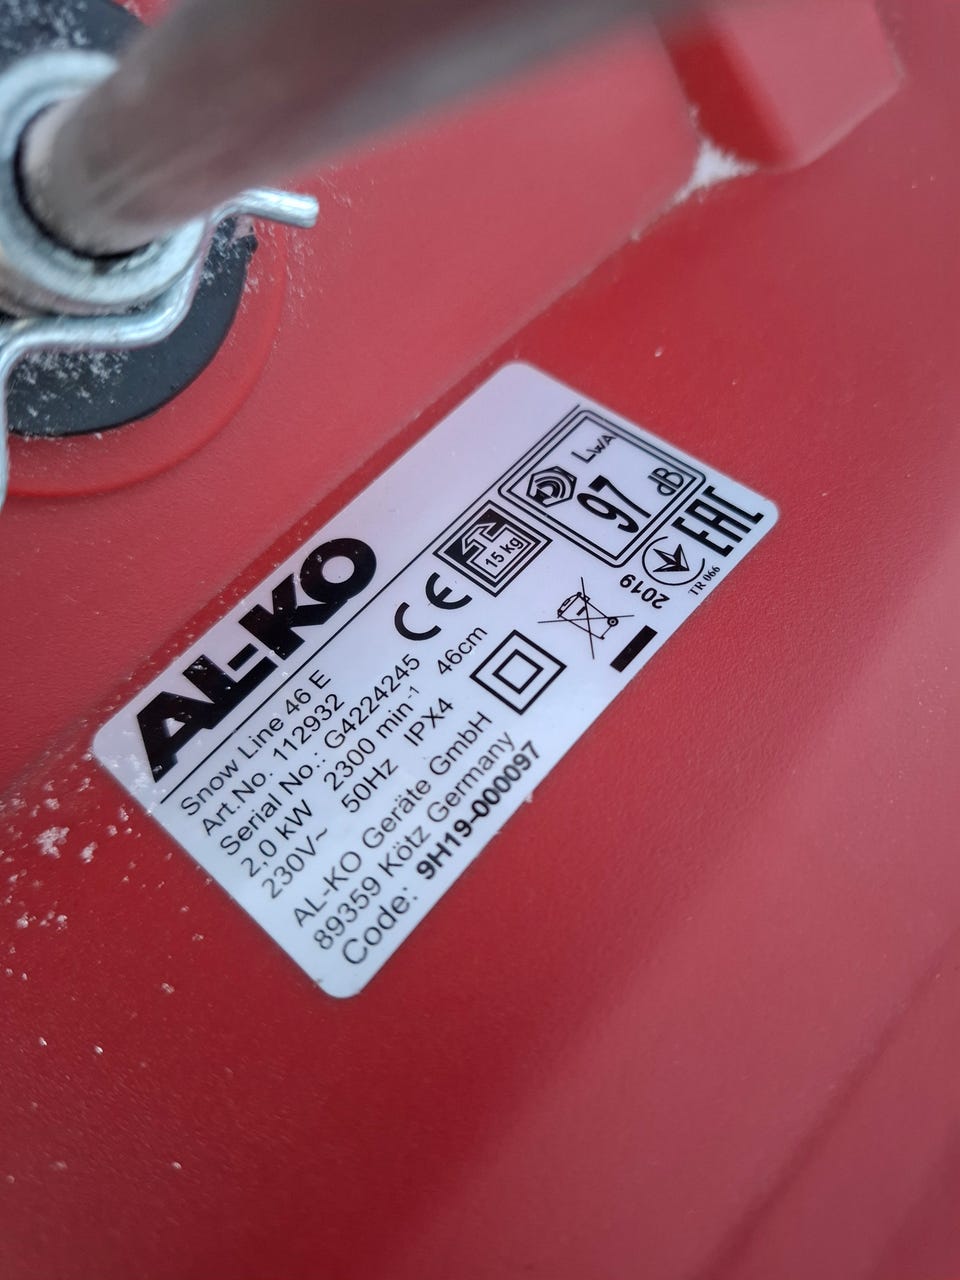 AL-KO
Snow Line 46 E
Art.No. 112932
Serial No.: G4224245
2,0 kW 2300 min⁻¹ 46cm
230V~ 50Hz IPX4
AL-KO Geräte GmbH
89359 Kötz Germany
Code: 9H19-000097
CE
15 kg
LWA
97
dB
EAC
2019
TR 066